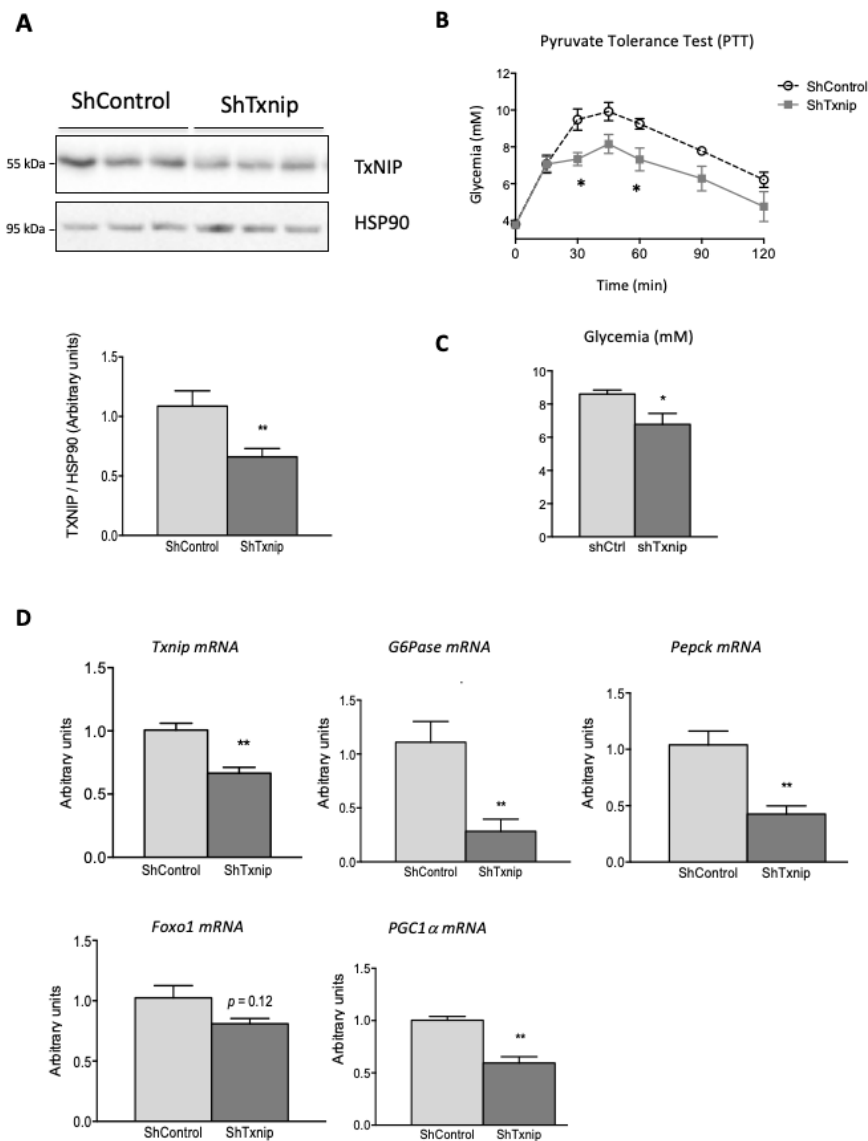 A
ShControl ShTxnip
55 kDa
TxNIP
95 kDa
HSP90
TXNIP / HSP90 (Arbitrary units)
1.5
1.0
0.5
0.0
**
ShControl ShTxnip
B
Pyruvate Tolerance Test (PTT)
ShControl
ShTxnip
Glycemia (mM)
12
10
8
6
4
* *
0 30 60 90 120
Time (min)
C
Glycemia (mM)
10
8
6
4
2
0
*
shCtrl shTxnip
D
Txnip mRNA
Arbitrary units
1.5
1.0
0.5
0.0
**
ShControl ShTxnip
G6Pase mRNA
Arbitrary units
1.5
1.0
0.5
0.0
**
ShControl ShTxnip
Pepck mRNA
Arbitrary units
1.5
1.0
0.5
0.0
**
ShControl ShTxnip
Foxo1 mRNA
Arbitrary units
1.5
1.0
0.5
0.0
p = 0.12
ShControl ShTxnip
PGC1α mRNA
Arbitrary units
1.5
1.0
0.5
0.0
**
ShControl ShTxnip